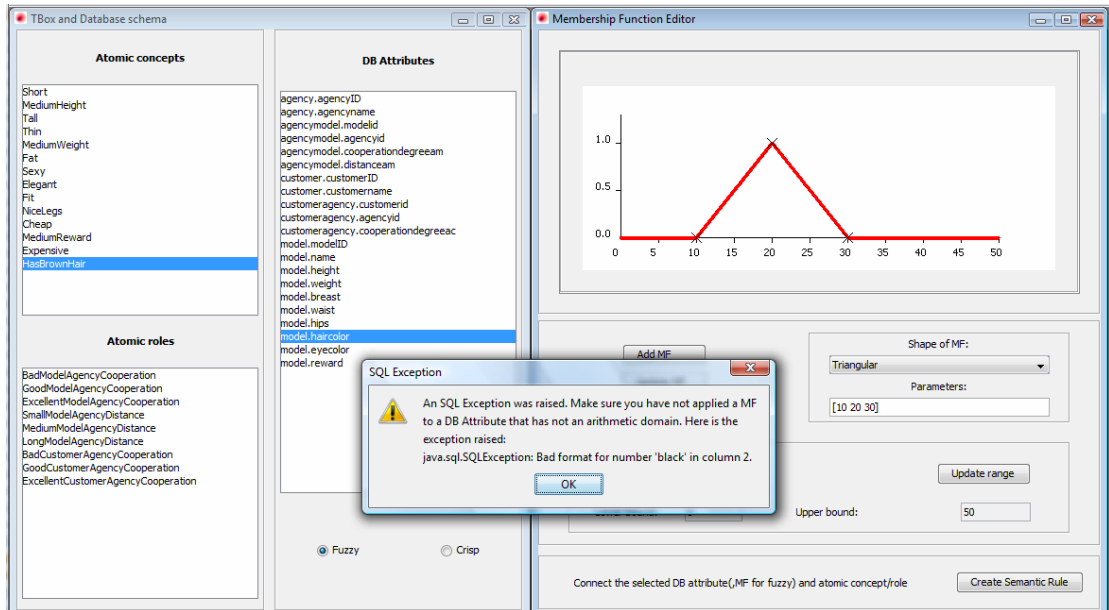 TBox and Database schema
Atomic concepts
Short
MediumHeight
Tall
Thin
MediumWeight
Fat
Sexy
Elegant
Fit
NiceLegs
Cheap
MediumReward
Expensive
HasBrownHair
Atomic roles
BadModelAgencyCooperation
GoodModelAgencyCooperation
ExcellentModelAgencyCooperation
SmallModelAgencyDistance
MediumModelAgencyDistance
LongModelAgencyDistance
BadCustomerAgencyCooperation
GoodCustomerAgencyCooperation
ExcellentCustomerAgencyCooperation
DB Attributes
agency.agencyID
agency.agencyname
agencymodel.modelid
agencymodel.agencyid
agencymodel.cooperationdegreeam
agencymodel.distanceam
customer.customerID
customer.customername
customeragency.customerid
customeragency.agencyid
customeragency.cooperationdegreeac
model.modelID
model.name
model.height
model.weight
model.breast
model.waist
model.hips
model.haircolor
model.eyecolor
model.reward
Fuzzy
Crisp
Membership Function Editor
1.0
0.5
0.0
0 5 10 15 20 25 30 35 40 45 50
Add MF
Shape of MF:
Triangular
Parameters:
[10 20 30]
Update range
Upper bound:
50
Connect the selected DB attribute(,MF for fuzzy) and atomic concept/role
Create Semantic Rule
SQL Exception
An SQL Exception was raised. Make sure you have not applied a MF
to a DB Attribute that has not an arithmetic domain. Here is the
exception raised:
java.sql.SQLException: Bad format for number 'black' in column 2.
OK